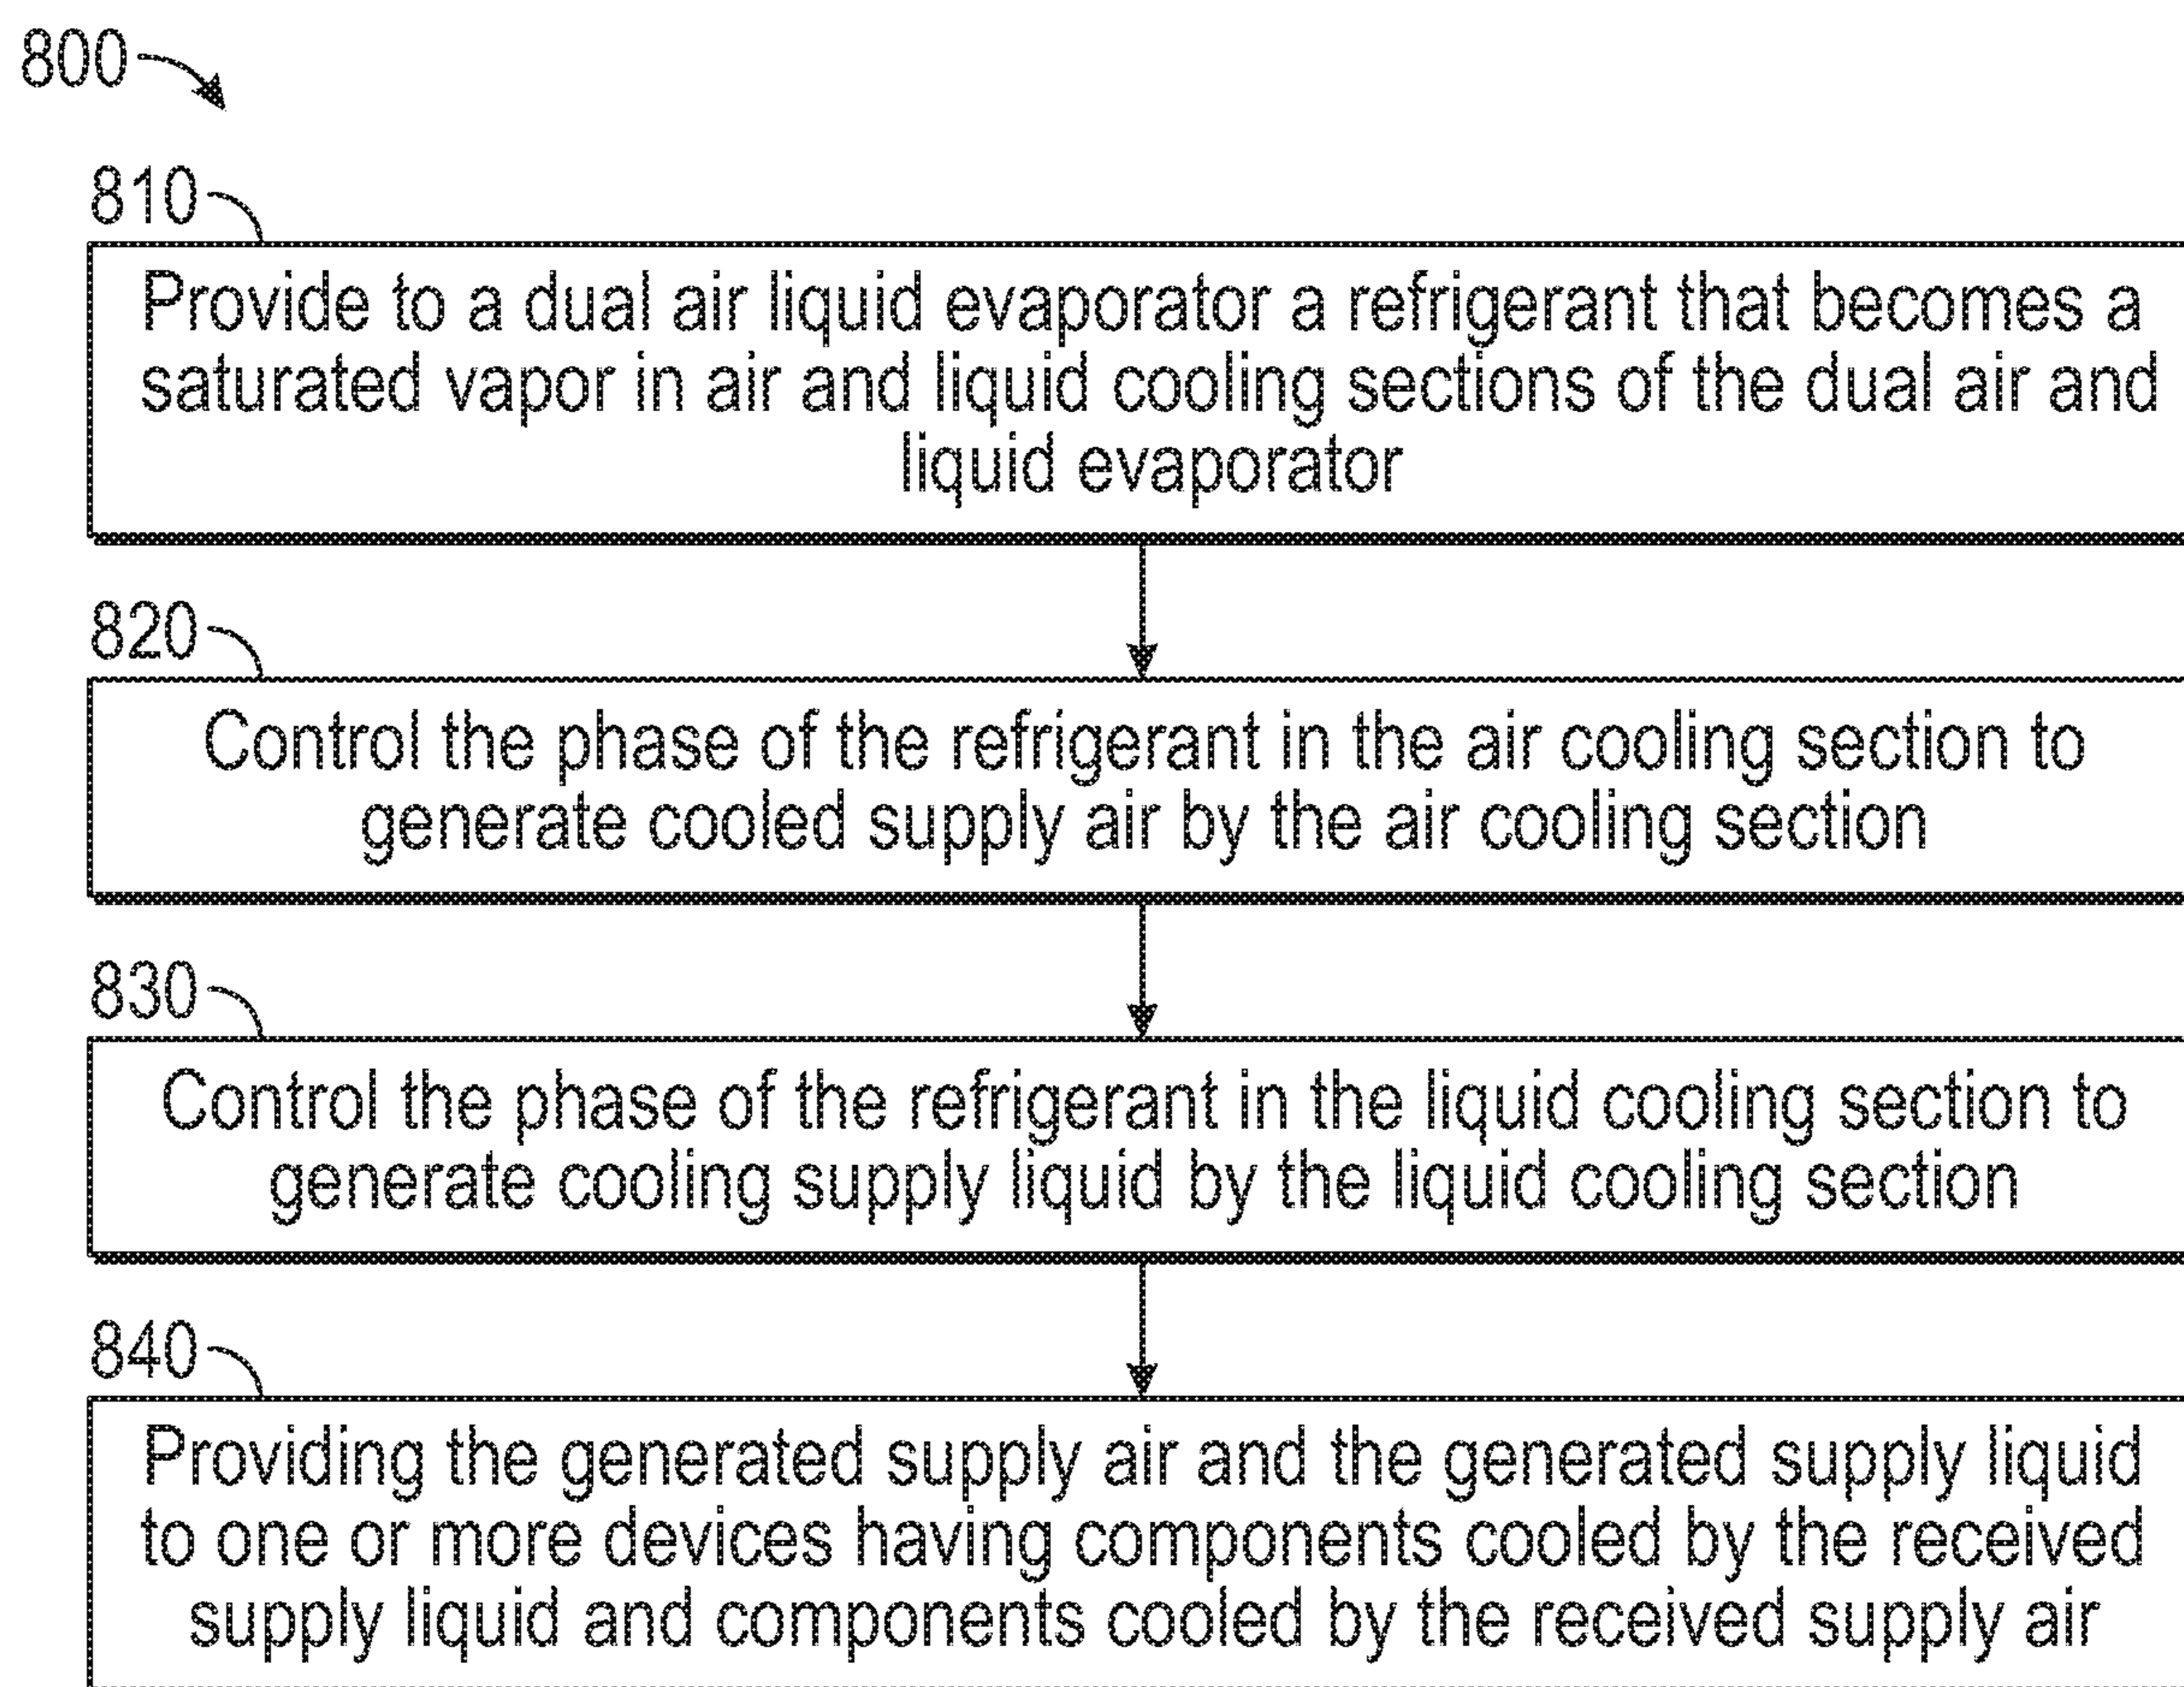 800
810
Provide to a dual air liquid evaporator a refrigerant that becomes a
saturated vapor in air and liquid cooling sections of the dual air and
liquid evaporator
820
Control the phase of the refrigerant in the air cooling section to
generate cooled supply air by the air cooling section
830
Control the phase of the refrigerant in the liquid cooling section to
generate cooling supply liquid by the liquid cooling section
840
Providing the generated supply air and the generated supply liquid
to one or more devices having components cooled by the received
supply liquid and components cooled by the received supply air